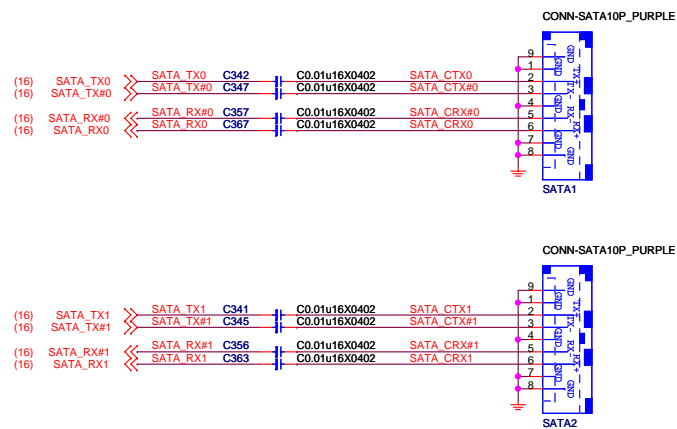 CONN-SATA10P_PURPLE
9 GND
1 GND
(16) SATA_TX0 SATA_TX0 C342 C0.01u16X0402 SATA_CTX0 2 TX+
(16) SATA_TX#0 SATA_TX#0 C347 C0.01u16X0402 SATA_CTX#0 3 TX-
4 GND
(16) SATA_RX#0 SATA_RX#0 C357 C0.01u16X0402 SATA_CRX#0 5 RX-
(16) SATA_RX0 SATA_RX0 C367 C0.01u16X0402 SATA_CRX0 6 RX+
7 GND
8 GND
SATA1
CONN-SATA10P_PURPLE
9 GND
1 GND
(16) SATA_TX1 SATA_TX1 C341 C0.01u16X0402 SATA_CTX1 2 TX+
(16) SATA_TX#1 SATA_TX#1 C345 C0.01u16X0402 SATA_CTX#1 3 TX-
4 GND
(16) SATA_RX#1 SATA_RX#1 C356 C0.01u16X0402 SATA_CRX#1 5 RX-
(16) SATA_RX1 SATA_RX1 C363 C0.01u16X0402 SATA_CRX1 6 RX+
7 GND
8 GND
SATA2